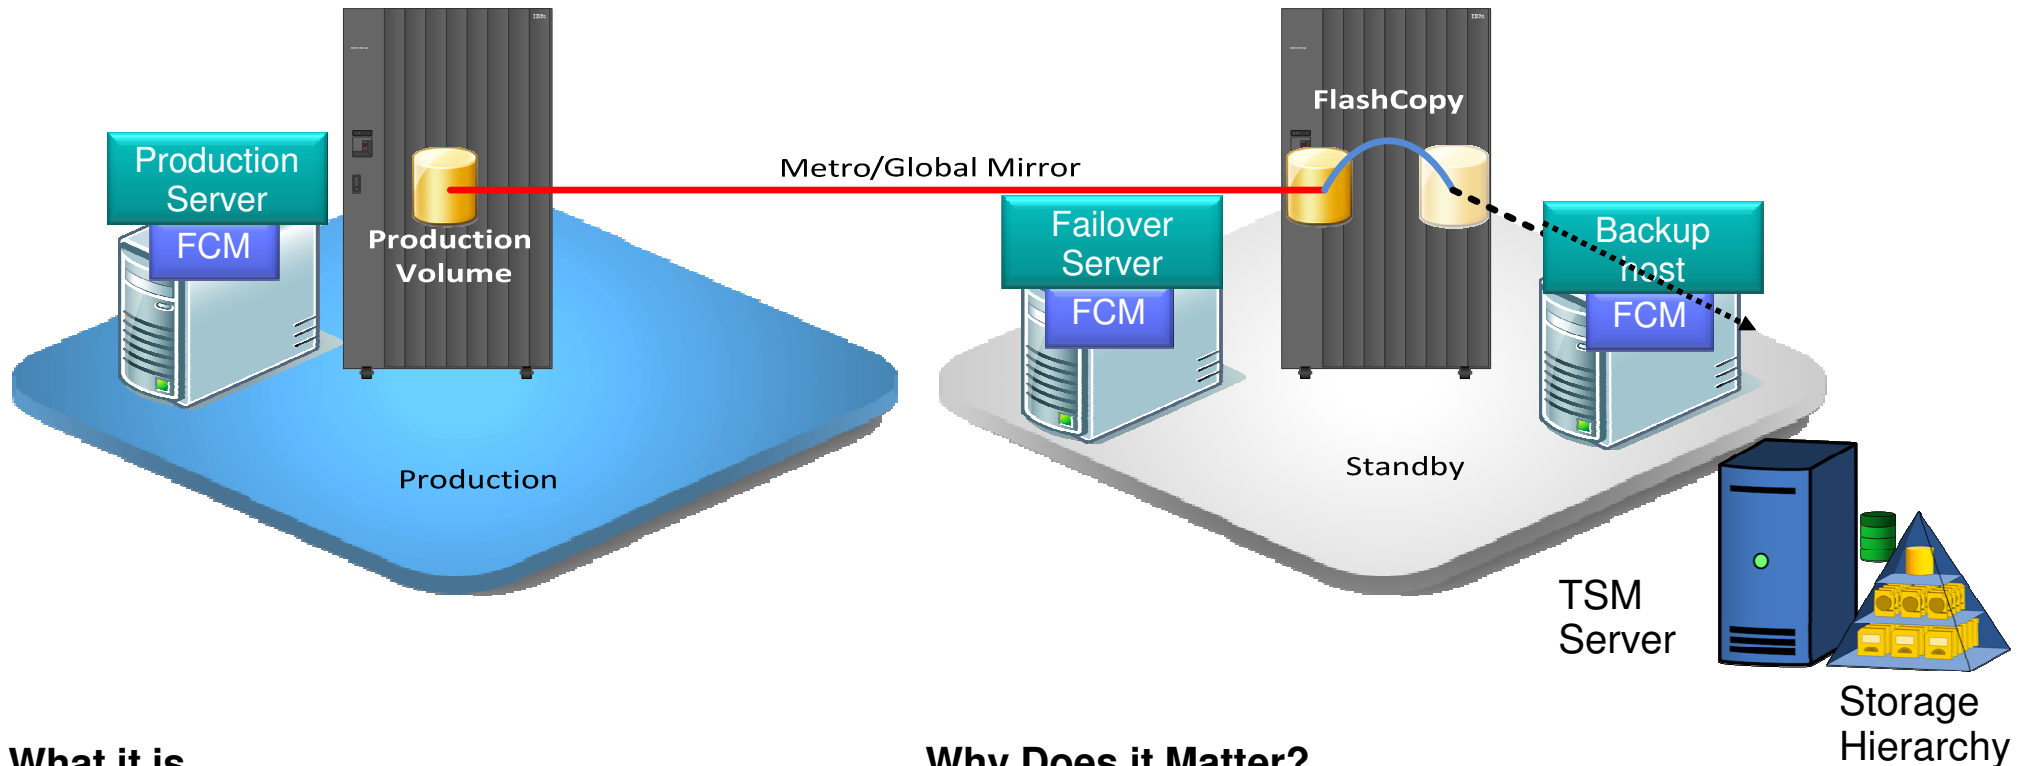 FlashCopy
Metro/Global Mirror
Production
Server
FCM
Production
Volume
Failover
Server
FCM
Backup
host
FCM
Production
Standby
TSM
Server
Storage
Hierarchy
What it is
Why Does it Matter?